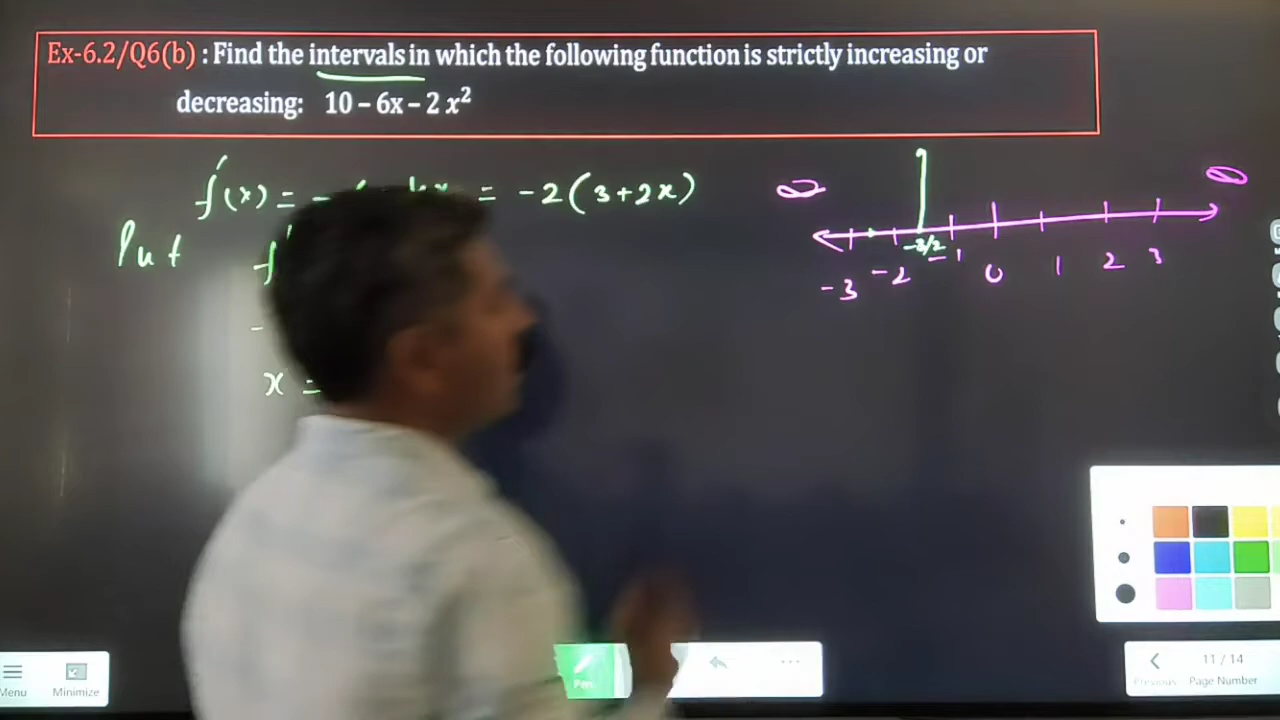 Ex-6.2/Q6(b) : Find the intervals in which the following function is strictly increasing or
decreasing: 10 – 6x – 2 x²
f'(x) = – = -2(3+2x)
Put f'
-
x =
∞ ∞
-3 -2 -3/2 -1 0 1 2 3
Menu Minimize Pen 11 / 14
Previous Page Number